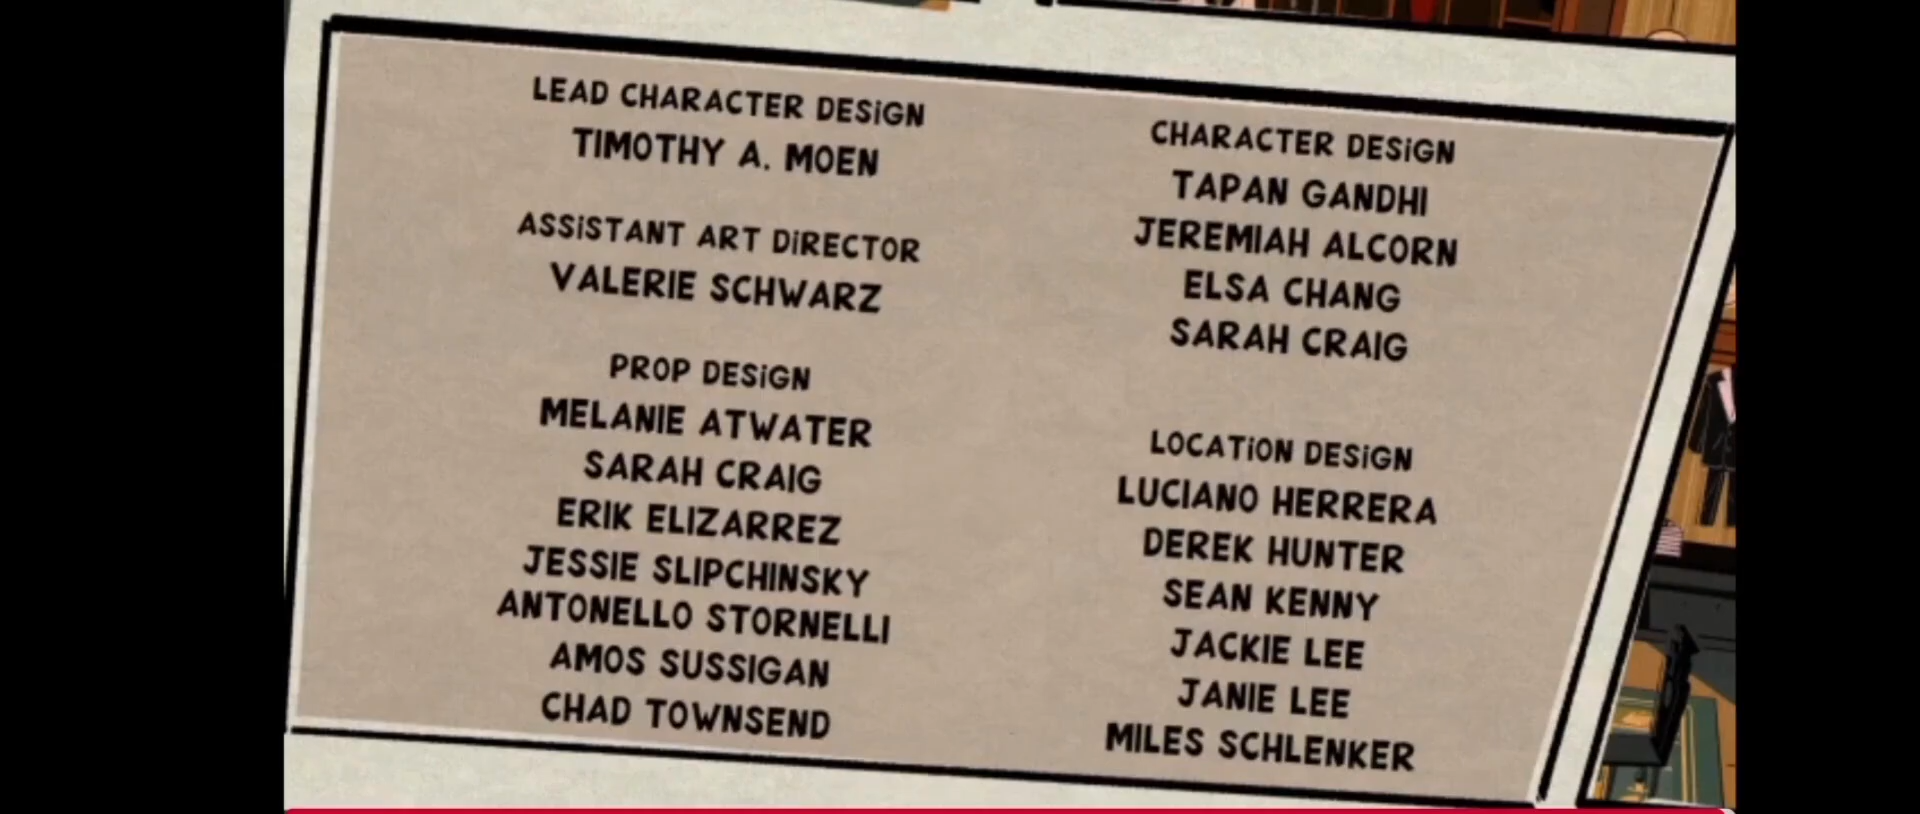 LEAD CHARACTER DESiGN
TIMOTHY A. MOEN
ASSiSTANT ART DiRECTOR
VALERIE SCHWARZ
PROP DESiGN
MELANIE ATWATER
SARAH CRAIG
ERIK ELIZARREZ
JESSIE SLIPCHINSKY
ANTONELLO STORNELLI
AMOS SUSSIGAN
CHAD TOWNSEND
CHARACTER DESiGN
TAPAN GANDHI
JEREMIAH ALCORN
ELSA CHANG
SARAH CRAIG
LOCATiON DESiGN
LUCIANO HERRERA
DEREK HUNTER
SEAN KENNY
JACKIE LEE
JANIE LEE
MILES SCHLENKER